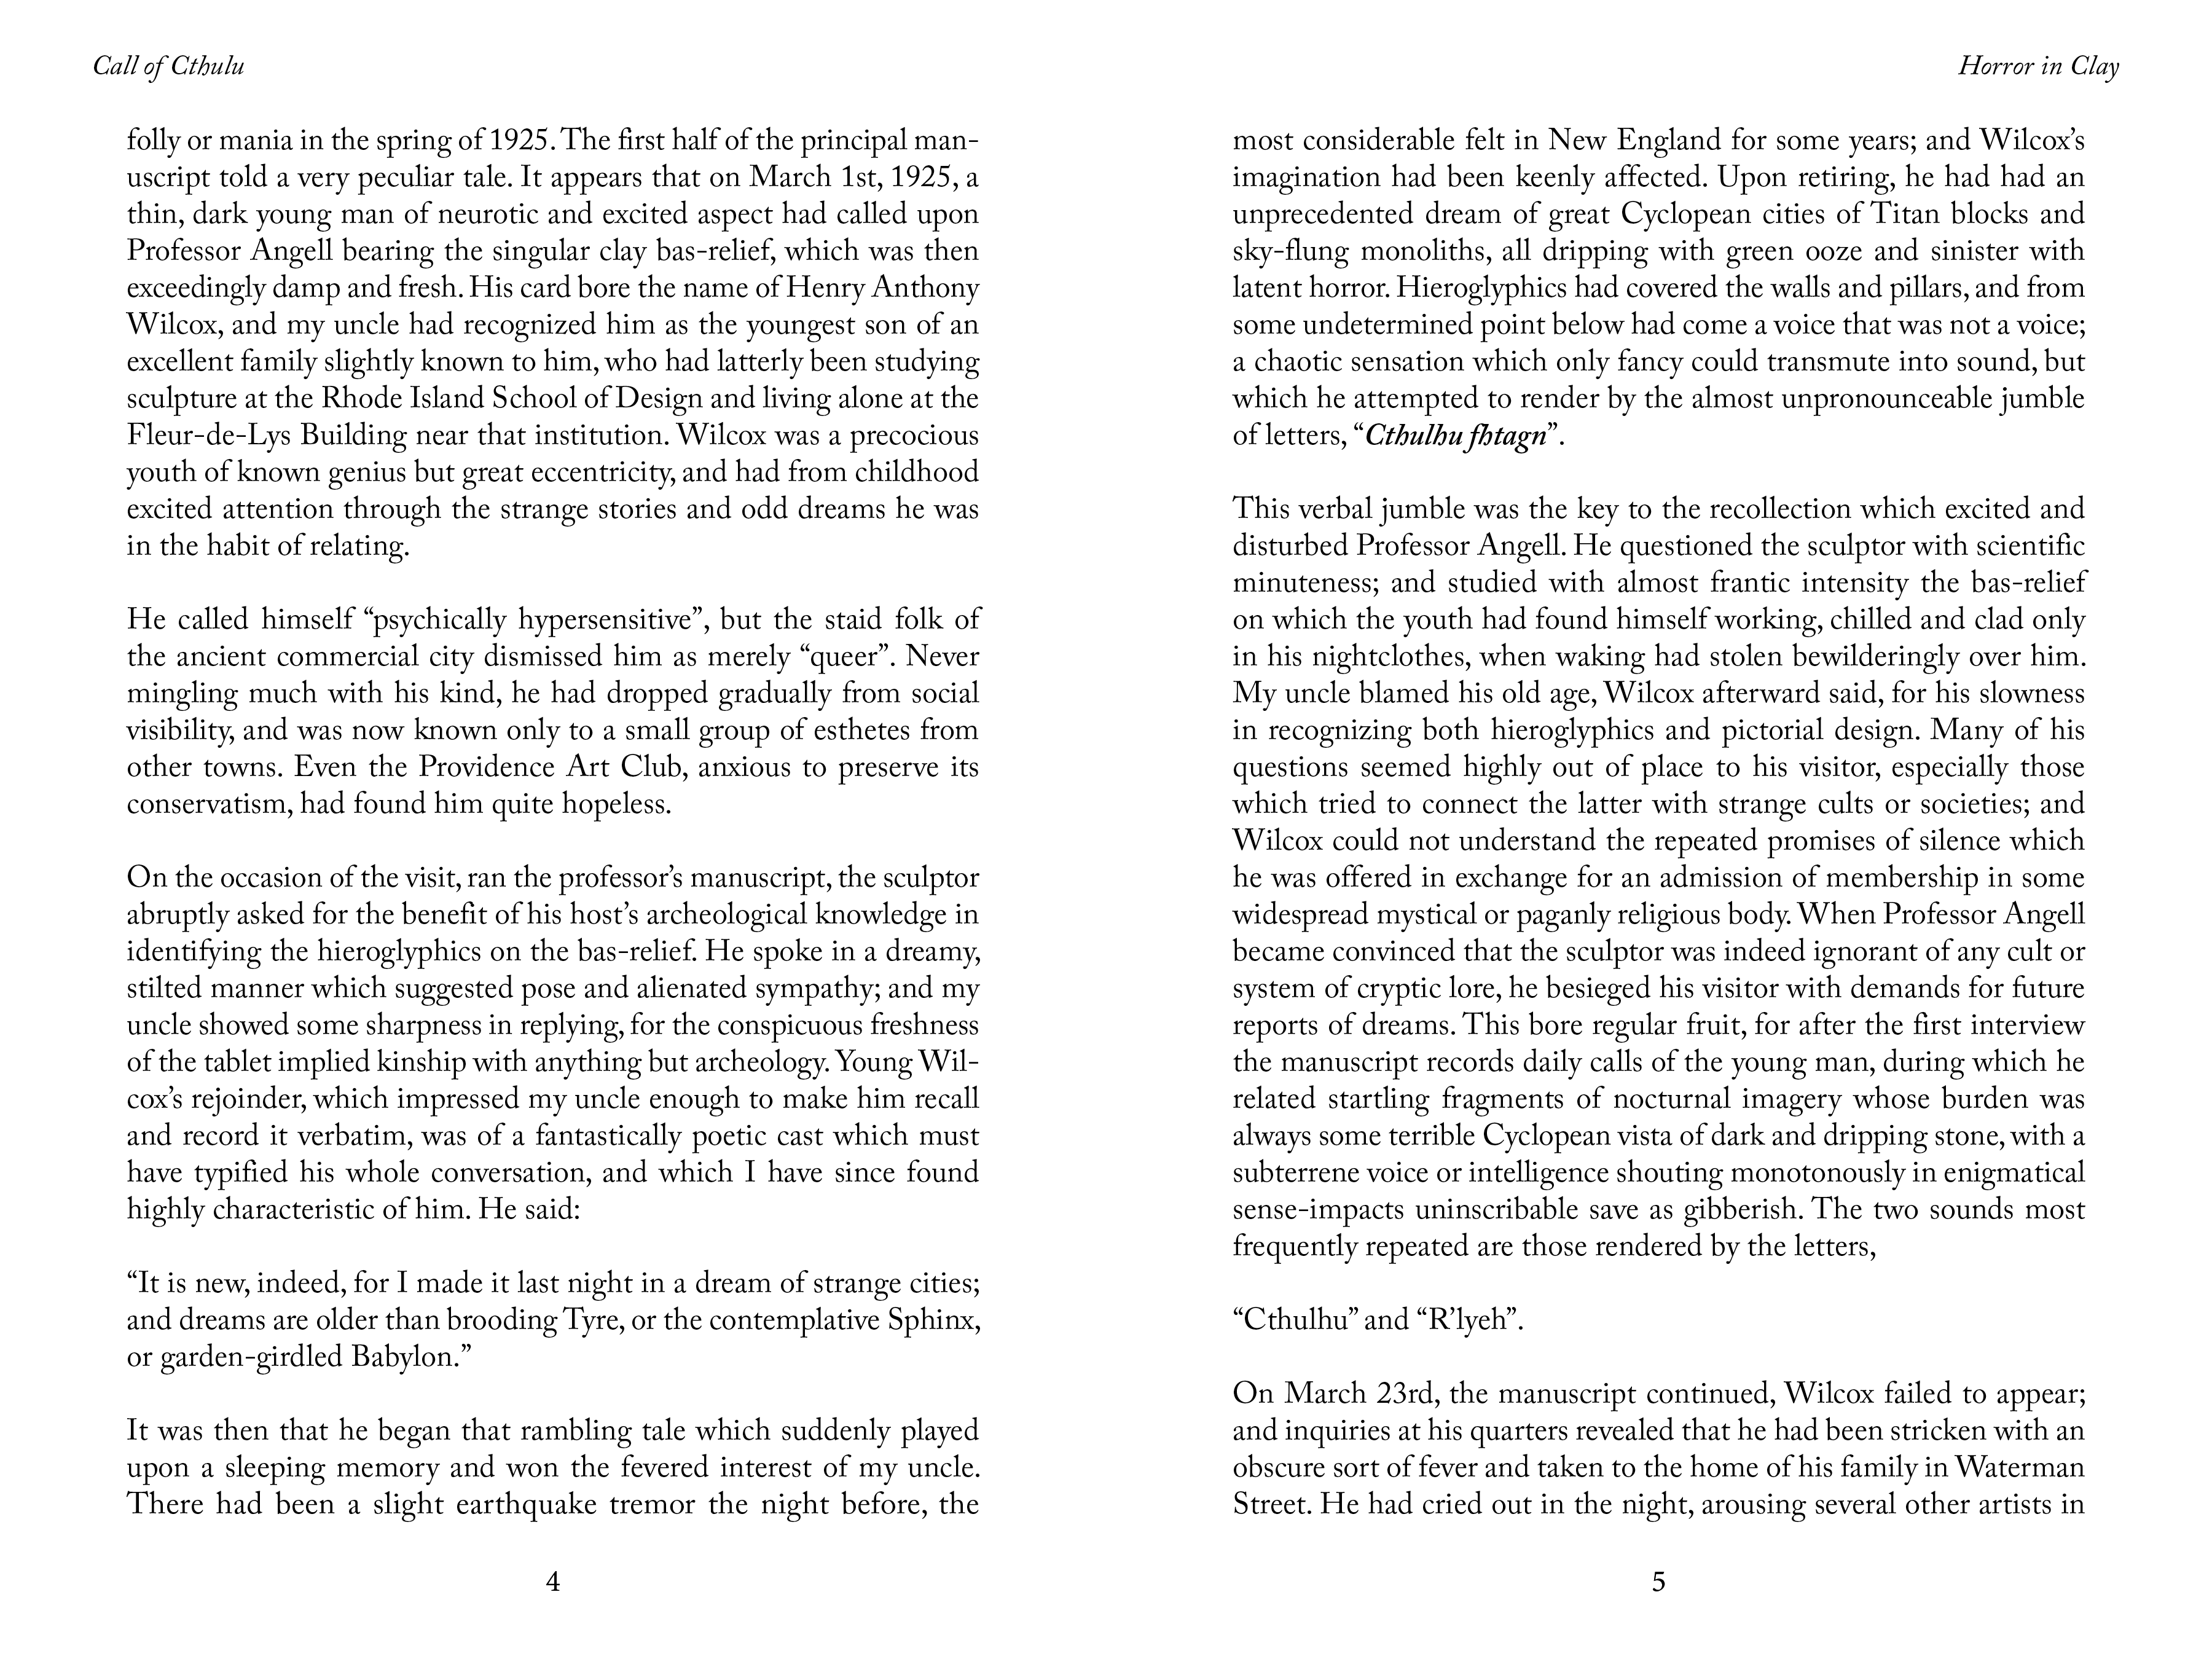 Call of Cthulu
folly or mania in the spring of 1925. The first half of the principal man-
uscript told a very peculiar tale. It appears that on March 1st, 1925, a
thin, dark young man of neurotic and excited aspect had called upon
Professor Angell bearing the singular clay bas-relief, which was then
exceedingly damp and fresh. His card bore the name of Henry Anthony
Wilcox, and my uncle had recognized him as the youngest son of an
excellent family slightly known to him, who had latterly been studying
sculpture at the Rhode Island School of Design and living alone at the
Fleur-de-Lys Building near that institution. Wilcox was a precocious
youth of known genius but great eccentricity, and had from childhood
excited attention through the strange stories and odd dreams he was
in the habit of relating.
He called himself “psychically hypersensitive”, but the staid folk of
the ancient commercial city dismissed him as merely “queer”. Never
mingling much with his kind, he had dropped gradually from social
visibility, and was now known only to a small group of esthetes from
other towns. Even the Providence Art Club, anxious to preserve its
conservatism, had found him quite hopeless.
On the occasion of the visit, ran the professor’s manuscript, the sculptor
abruptly asked for the benefit of his host’s archeological knowledge in
identifying the hieroglyphics on the bas-relief. He spoke in a dreamy,
stilted manner which suggested pose and alienated sympathy; and my
uncle showed some sharpness in replying, for the conspicuous freshness
of the tablet implied kinship with anything but archeology. Young Wil-
cox’s rejoinder, which impressed my uncle enough to make him recall
and record it verbatim, was of a fantastically poetic cast which must
have typified his whole conversation, and which I have since found
highly characteristic of him. He said:
“It is new, indeed, for I made it last night in a dream of strange cities;
and dreams are older than brooding Tyre, or the contemplative Sphinx,
or garden-girdled Babylon.”
It was then that he began that rambling tale which suddenly played
upon a sleeping memory and won the fevered interest of my uncle.
There had been a slight earthquake tremor the night before, the
4
Horror in Clay
most considerable felt in New England for some years; and Wilcox’s
imagination had been keenly affected. Upon retiring, he had had an
unprecedented dream of great Cyclopean cities of Titan blocks and
sky-flung monoliths, all dripping with green ooze and sinister with
latent horror. Hieroglyphics had covered the walls and pillars, and from
some undetermined point below had come a voice that was not a voice;
a chaotic sensation which only fancy could transmute into sound, but
which he attempted to render by the almost unpronounceable jumble
of letters, “Cthulhu fhtagn”.
This verbal jumble was the key to the recollection which excited and
disturbed Professor Angell. He questioned the sculptor with scientific
minuteness; and studied with almost frantic intensity the bas-relief
on which the youth had found himself working, chilled and clad only
in his nightclothes, when waking had stolen bewilderingly over him.
My uncle blamed his old age, Wilcox afterward said, for his slowness
in recognizing both hieroglyphics and pictorial design. Many of his
questions seemed highly out of place to his visitor, especially those
which tried to connect the latter with strange cults or societies; and
Wilcox could not understand the repeated promises of silence which
he was offered in exchange for an admission of membership in some
widespread mystical or paganly religious body. When Professor Angell
became convinced that the sculptor was indeed ignorant of any cult or
system of cryptic lore, he besieged his visitor with demands for future
reports of dreams. This bore regular fruit, for after the first interview
the manuscript records daily calls of the young man, during which he
related startling fragments of nocturnal imagery whose burden was
always some terrible Cyclopean vista of dark and dripping stone, with a
subterrene voice or intelligence shouting monotonously in enigmatical
sense-impacts uninscribable save as gibberish. The two sounds most
frequently repeated are those rendered by the letters,
“Cthulhu” and “R’lyeh”.
On March 23rd, the manuscript continued, Wilcox failed to appear;
and inquiries at his quarters revealed that he had been stricken with an
obscure sort of fever and taken to the home of his family in Waterman
Street. He had cried out in the night, arousing several other artists in
5